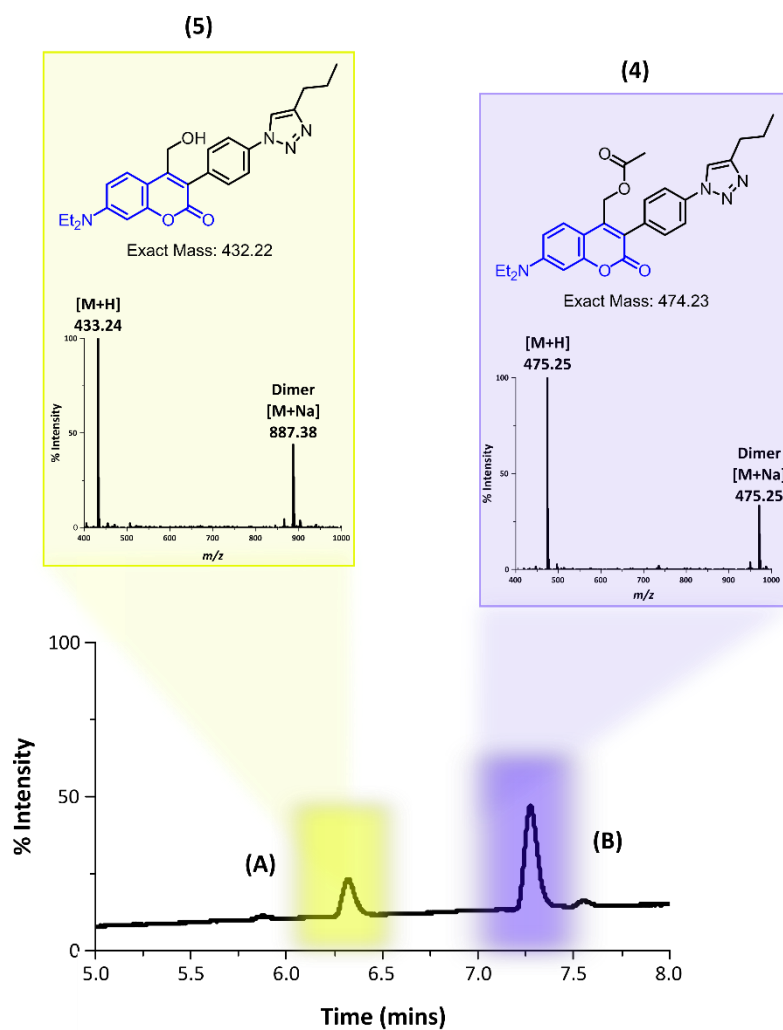 (5)
OH
N
N
N
Et2N
O
O
Exact Mass: 432.22
[M+H]
433.24
Dimer
[M+Na]
887.38
% Intensity
100
50
0
400 500 600 700 800 900 1000
m/z
(4)
O
O
N
N
N
Et2N
O
O
Exact Mass: 474.23
[M+H]
475.25
Dimer
[M+Na]
475.25
% Intensity
100
50
0
400 500 600 700 800 900 1000
m/z
% Intensity
100
50
0
(A)
(B)
5.0 5.5 6.0 6.5 7.0 7.5 8.0
Time (mins)